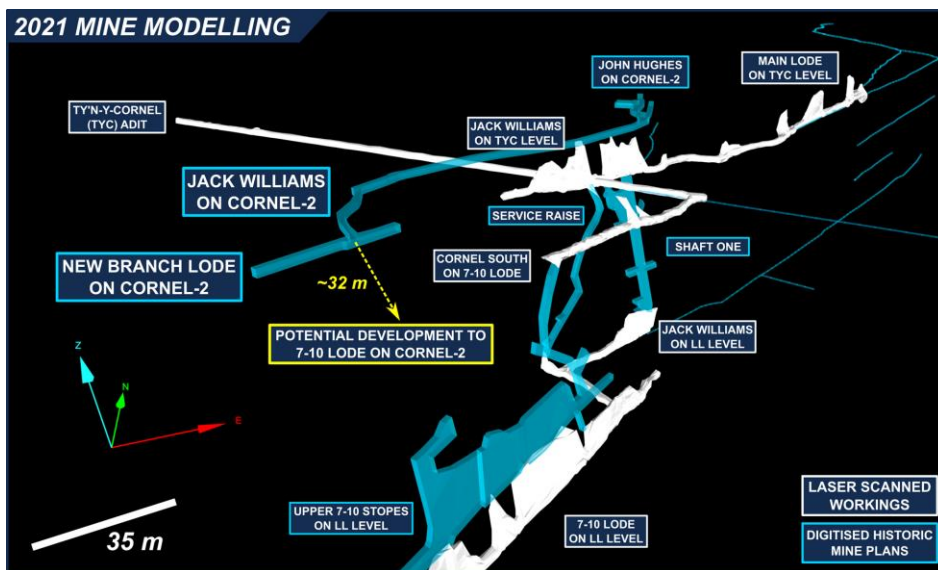 2021 MINE MODELLING
JOHN HUGHES
ON CORNEL-2
MAIN LODE
ON TYC LEVEL
TY'N-Y-CORNEL
(TYC) ADIT
JACK WILLIAMS
ON TYC LEVEL
JACK WILLIAMS
ON CORNEL-2
SERVICE RAISE
SHAFT ONE
CORNEL SOUTH
ON 7-10 LODE
NEW BRANCH LODE
ON CORNEL-2
~32 m
POTENTIAL DEVELOPMENT TO
7-10 LODE ON CORNEL-2
JACK WILLIAMS
ON LL LEVEL
Z
N
E
UPPER 7-10 STOPES
ON LL LEVEL
7-10 LODE
ON LL LEVEL
LASER SCANNED
WORKINGS
DIGITISED HISTORIC
MINE PLANS
35 m